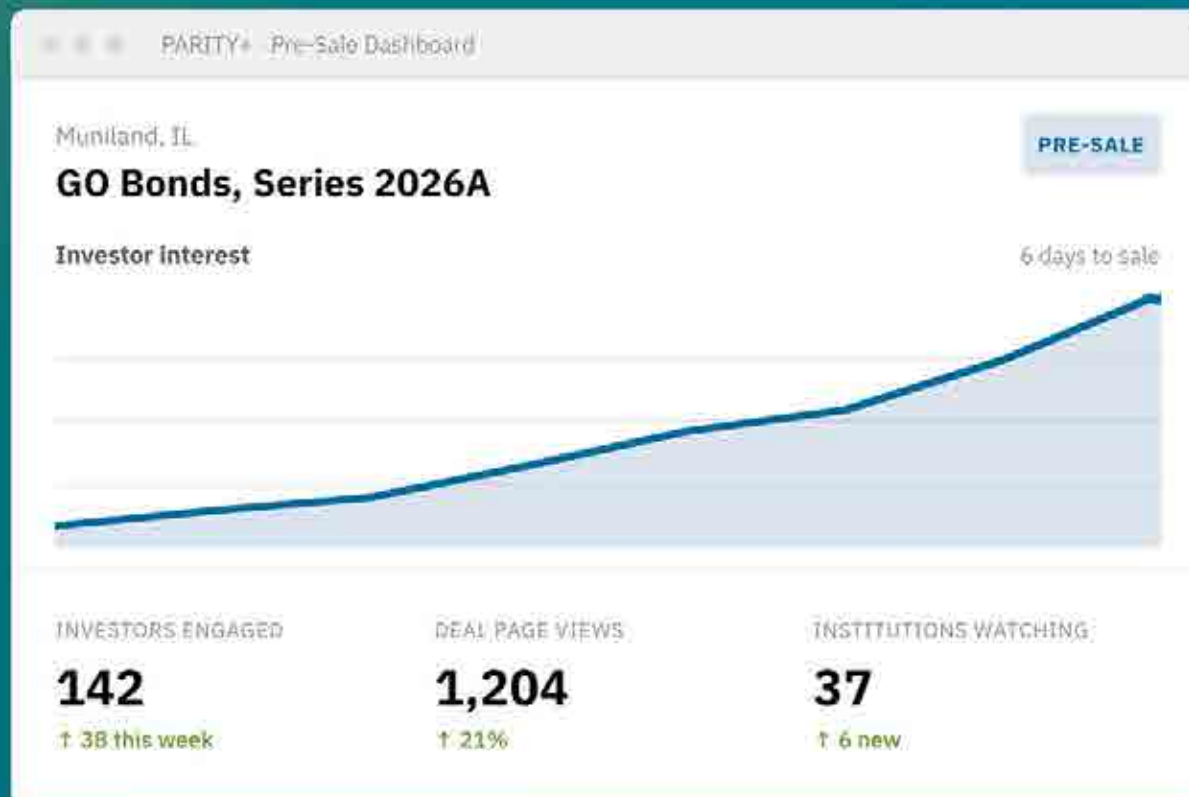 PARITY+ Pre-Sale Dashboard
Muniland, IL
PRE-SALE
GO Bonds, Series 2026A
Investor interest
6 days to sale
INVESTORS ENGAGED
DEAL PAGE VIEWS
INSTITUTIONS WATCHING
142
1,204
37
↑ 38 this week
↑ 21%
↑ 6 new